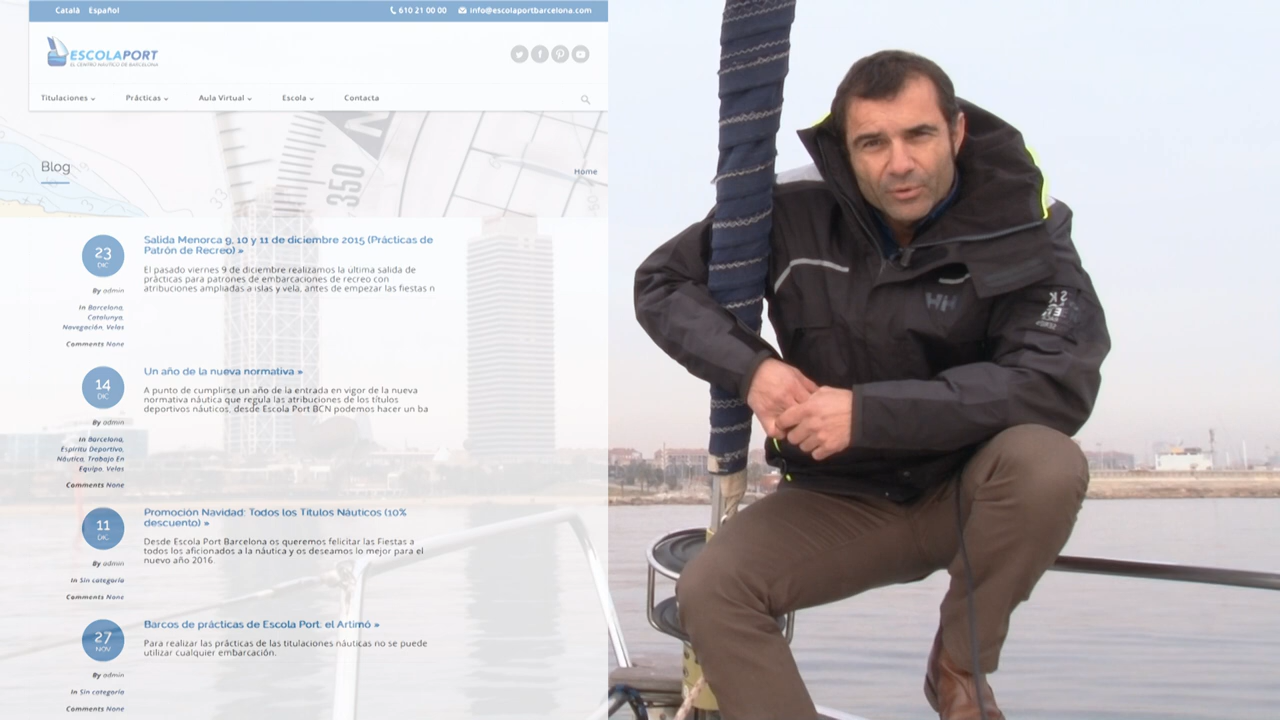 Català Español
610 21 00 00 info@escolaportbarcelona.com
ESCOLAPORT
EL CENTRO NÁUTICO DE BARCELONA
Titulaciones Prácticas Aula Virtual Escola Contacta
Blog
Home
350
23
DIC
Salida Menorca 9, 10 y 11 de diciembre 2015 (Prácticas de
Patrón de Recreo) »
El pasado viernes 9 de diciembre realizamos la última salida de
prácticas para patrones de embarcaciones de recreo con
atribuciones ampliadas a islas y vela, antes de empezar las fiestas n
By admin
In Barcelona,
Catalunya,
Navegación, Velas
Comments None
14
DIC
Un año de la nueva normativa »
A punto de cumplirse un año de la entrada en vigor de la nueva
normativa náutica que regula las atribuciones de los títulos
deportivos náuticos, desde Escola Port BCN podemos hacer un ba
By admin
In Barcelona,
Espíritu Deportivo,
Náutica, Trabajo En
Equipo, Velas
Comments None
11
DIC
Promoción Navidad: Todos los Títulos Náuticos (10%
descuento) »
Desde Escola Port Barcelona os queremos felicitar las Fiestas a
todos los aficionados a la náutica y os deseamos lo mejor para el
nuevo año 2016.
By admin
In Sin categoría
Comments None
27
NOV
Barcos de prácticas de Escola Port: el Artimó »
Para realizar las prácticas de las titulaciones náuticas no se puede
utilizar cualquier embarcación.
By admin
In Sin categoría
Comments None
HH